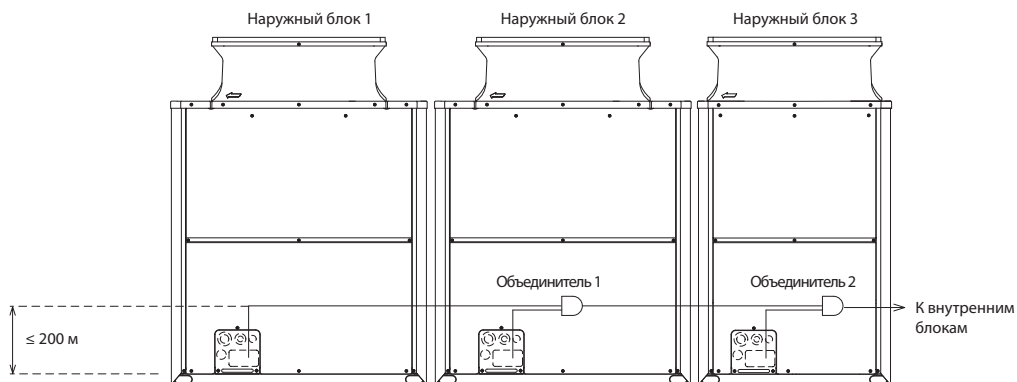 Наружный блок 1
Наружный блок 2
Наружный блок 3
Объединитель 1
Объединитель 2
К внутренним
блокам
≤ 200 м